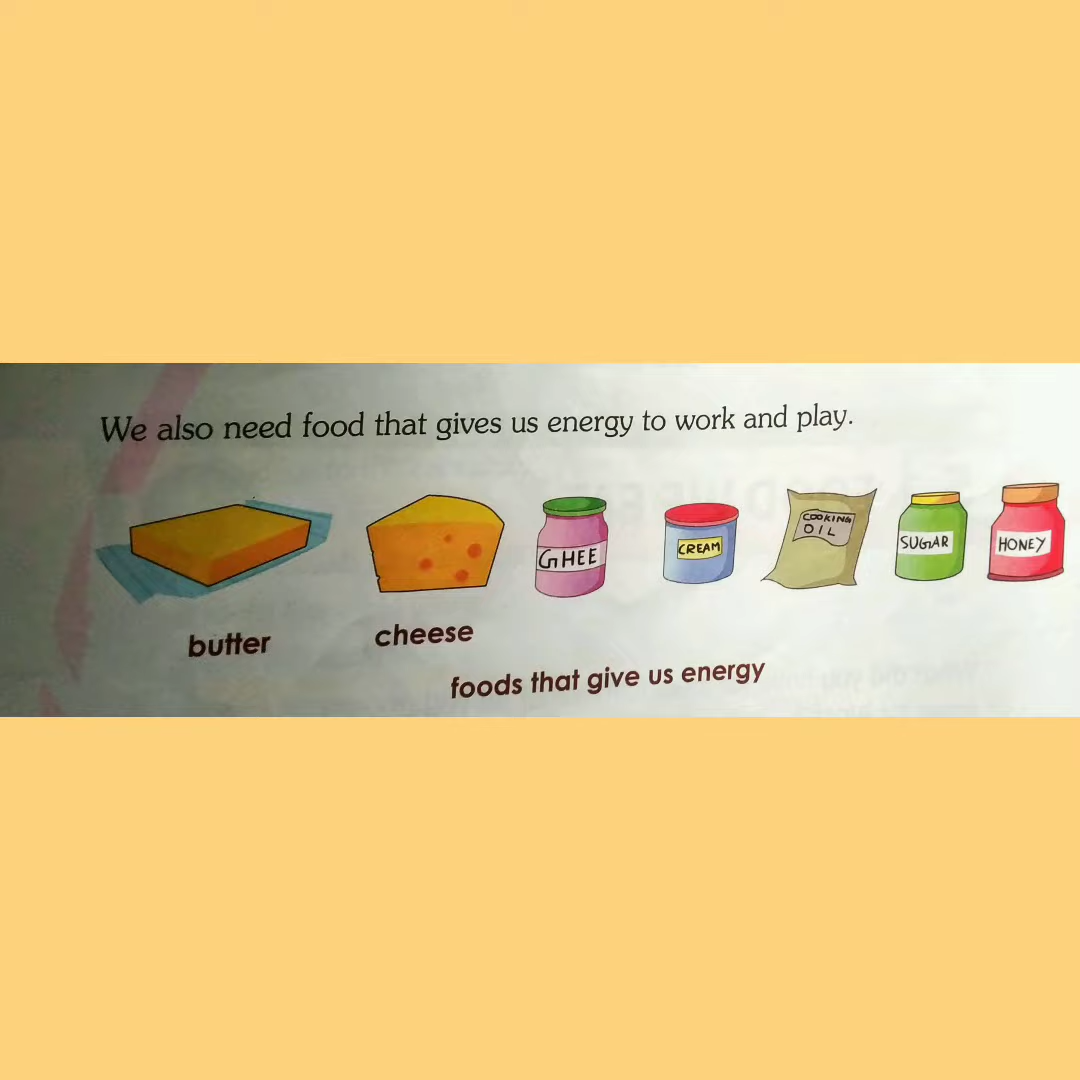 We also need food that gives us energy to work and play.
GHEE
CREAM
COOKING
OIL
SUGAR
HONEY
butter
cheese
foods that give us energy